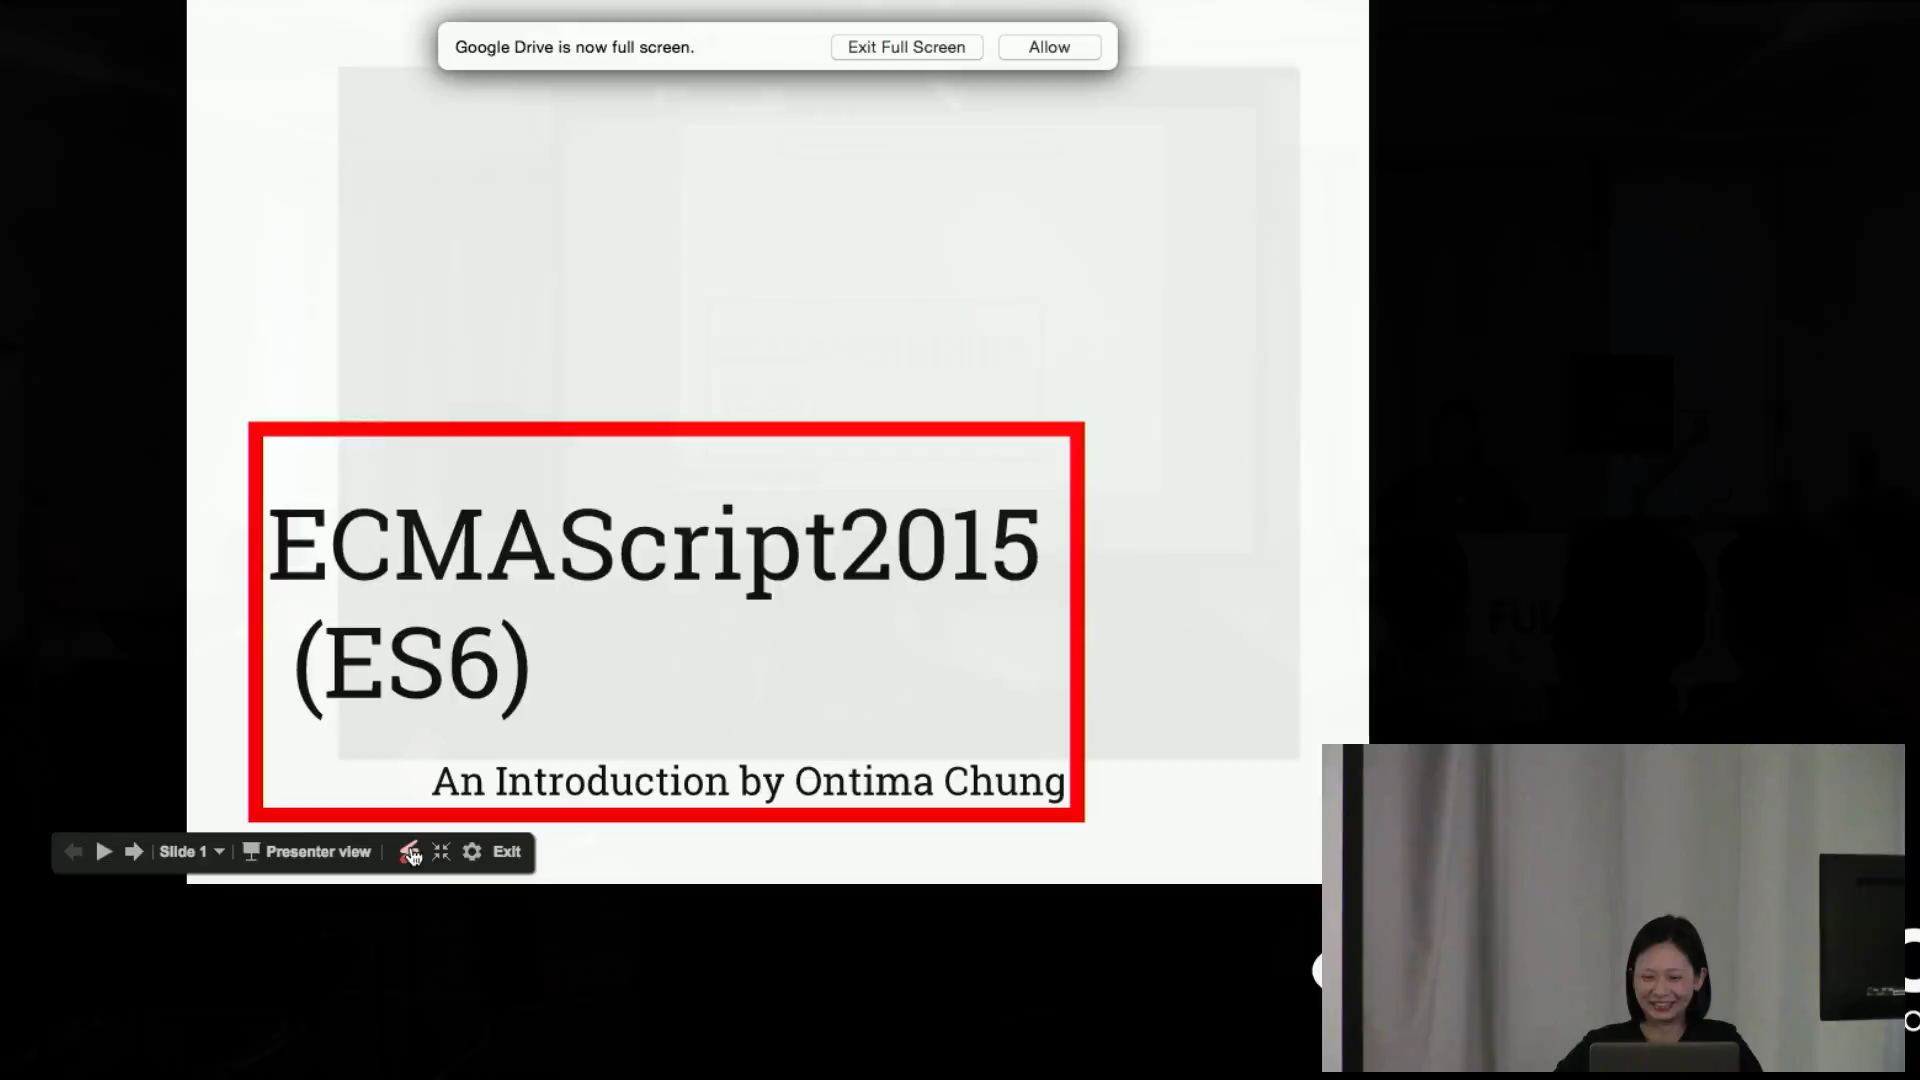 Google Drive is now full screen.
Exit Full Screen
Allow
ECMAScript2015
(ES6)
An Introduction by Ontima Chung
Slide 1
Presenter view
Exit